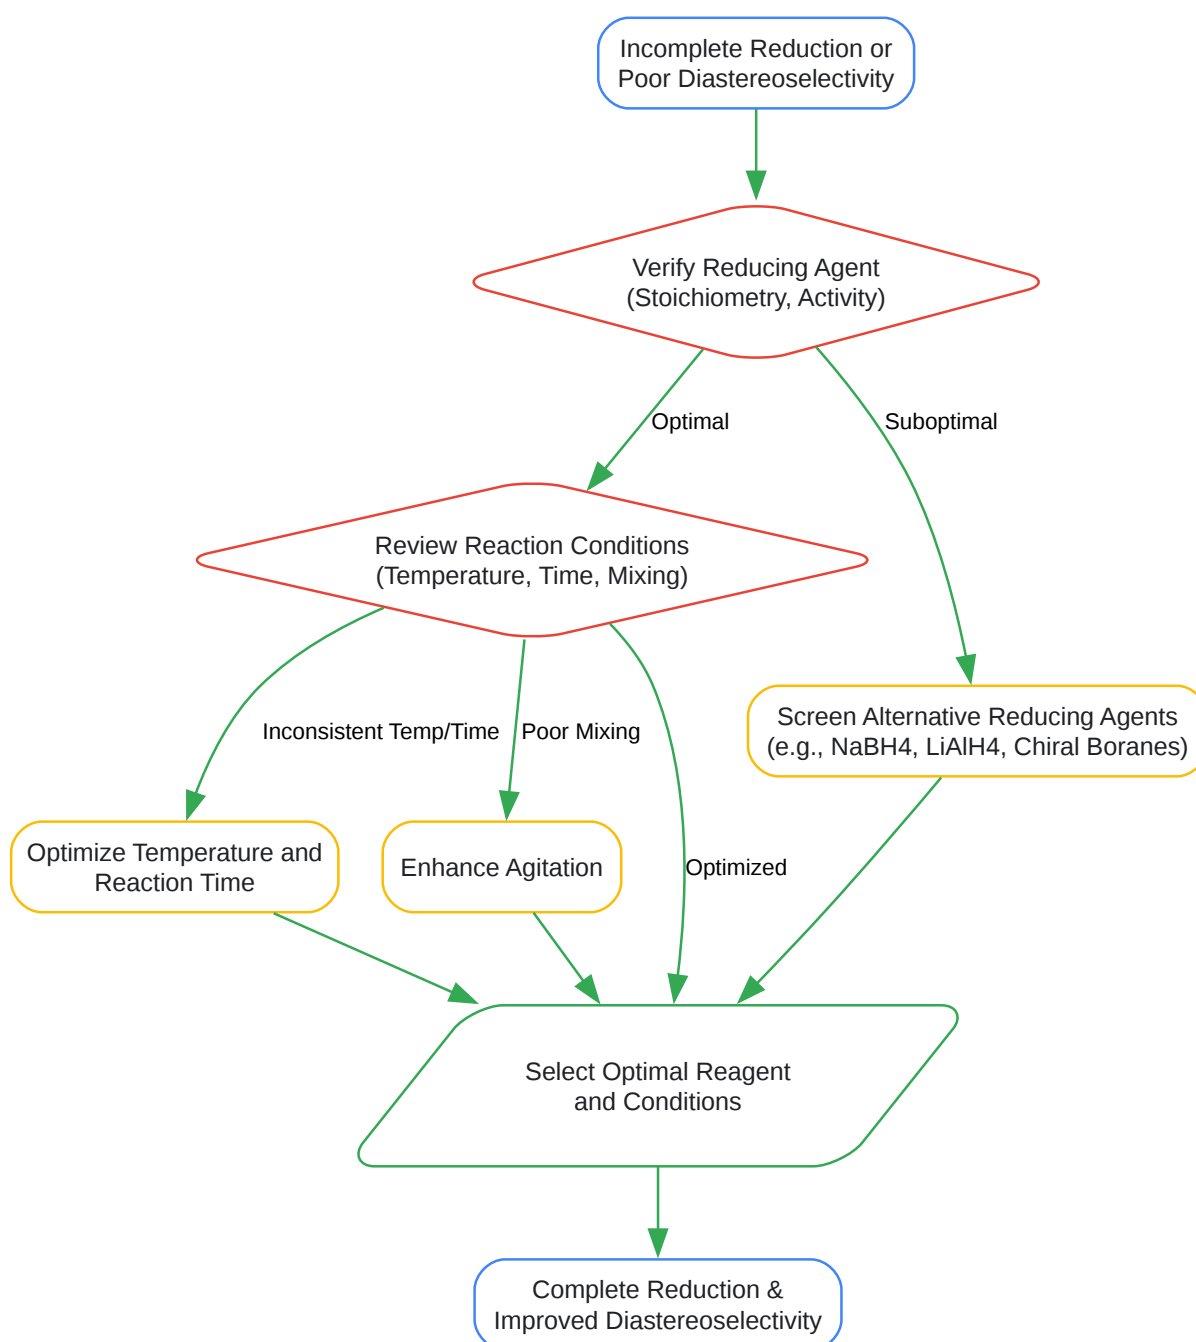 Incomplete Reduction or
Poor Diastereoselectivity
Verify Reducing Agent
(Stoichiometry, Activity)
Optimal
Suboptimal
Review Reaction Conditions
(Temperature, Time, Mixing)
Inconsistent Temp/Time
Poor Mixing
Screen Alternative Reducing Agents
(e.g., NaBH4, LiAlH4, Chiral Boranes)
Optimize Temperature and
Reaction Time
Enhance Agitation
Optimized
Select Optimal Reagent
and Conditions
Complete Reduction &
Improved Diastereoselectivity